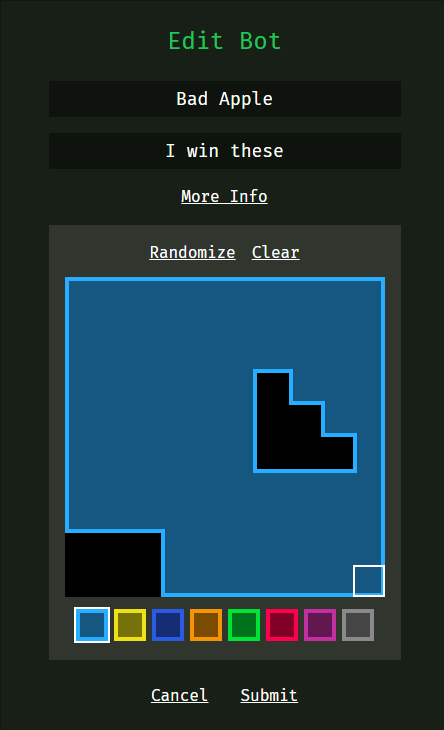 Edit Bot
Bad Apple
I win these
More Info
Randomize Clear
Cancel Submit